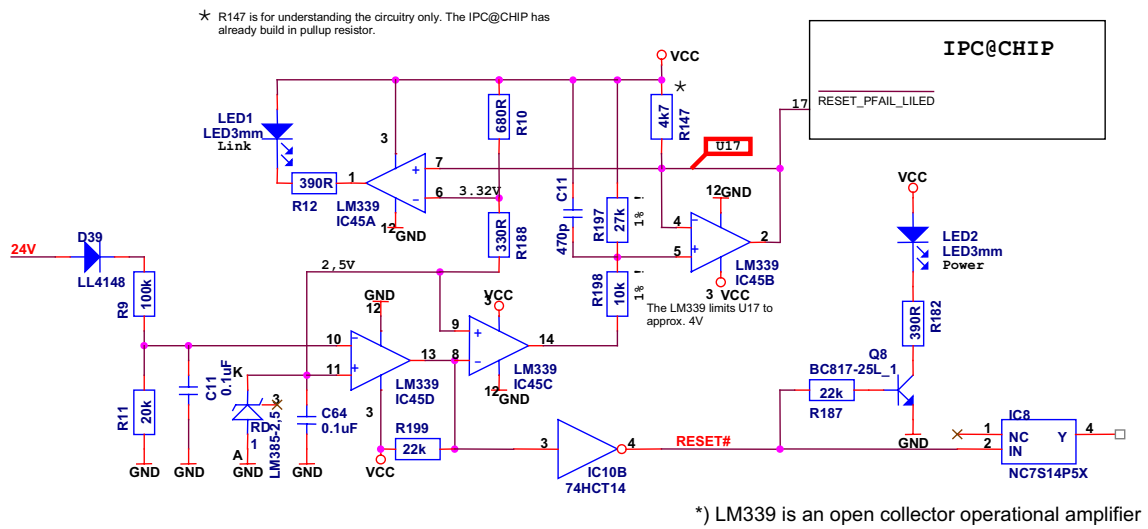 * R147 is for understanding the circuitry only. The IPC@CHIP has
already build in pullup resistor.
VCC
IPC@CHIP
17
RESET_PFAIL_LILED
*
LED1
LED3mm
Link
3
680R
R10
4k7
R147
U17
7
1
390R
R12
6
3.32V
LM339
IC45A
12
GND
C11
470p
R197
27k
1% !
12
GND
4
5
2
LM339
IC45B
3
VCC
VCC
LED2
LED3mm
Power
24V
D39
LL4148
330R
R188
2,5V
R198
10k
1% !
The LM339 limits U17 to
approx. 4V
390R
R182
R9
100k
GND
12
3
VCC
9
14
10
13
8
11
LM339
IC45D
LM339
IC45C
12
GND
Q8
BC817-25L_1
22k
R187
GND
R11
20k
C11
0.1uF
K
3
RD
1
A
LM385-2,5
C64
0.1uF
3
R199
22k
VCC
3
4
IC10B
74HCT14
RESET#
IC8
1
NC
2
IN
Y
4
NC7S14P5X
GND
GND
GND
GND
*) LM339 is an open collector operational amplifier